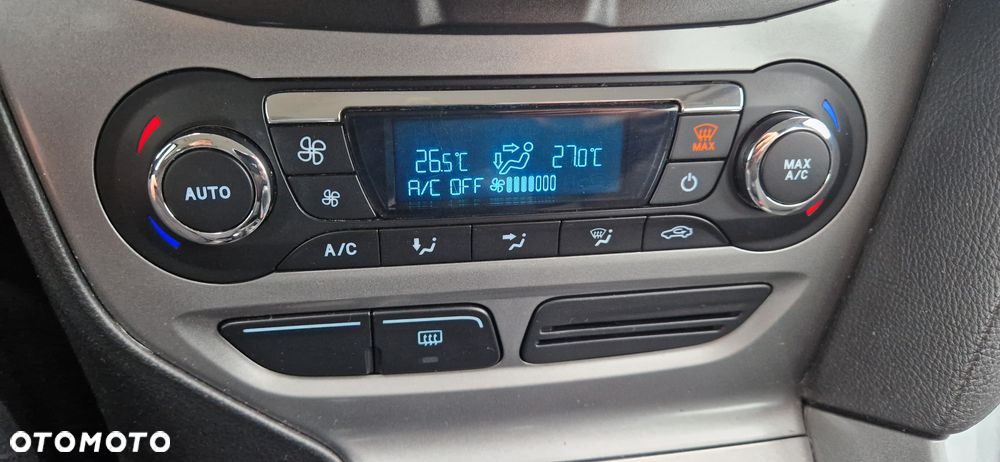 AUTO
26.5°C
27.0°C
A/C OFF
MAX
MAX
A/C
A/C
OTOMOTO